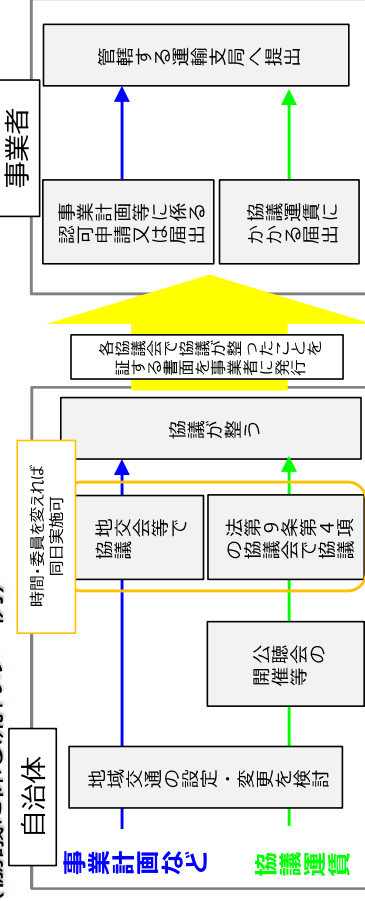 自治体
事業計画など
協議運賃
地域交通の設定・変更を検討
公聴会の
開催等
時間・委員を変えれば
同日実施可
地交会等で
協議
法第9条第4項
の協議会で協議
協議が整う
各協議会で協議が整ったことを
証する書面を事業者に発行
事業者
事業計画等に係る
認可申請又は届出
協議運賃に
かかる届出
管轄する運輸支局へ提出